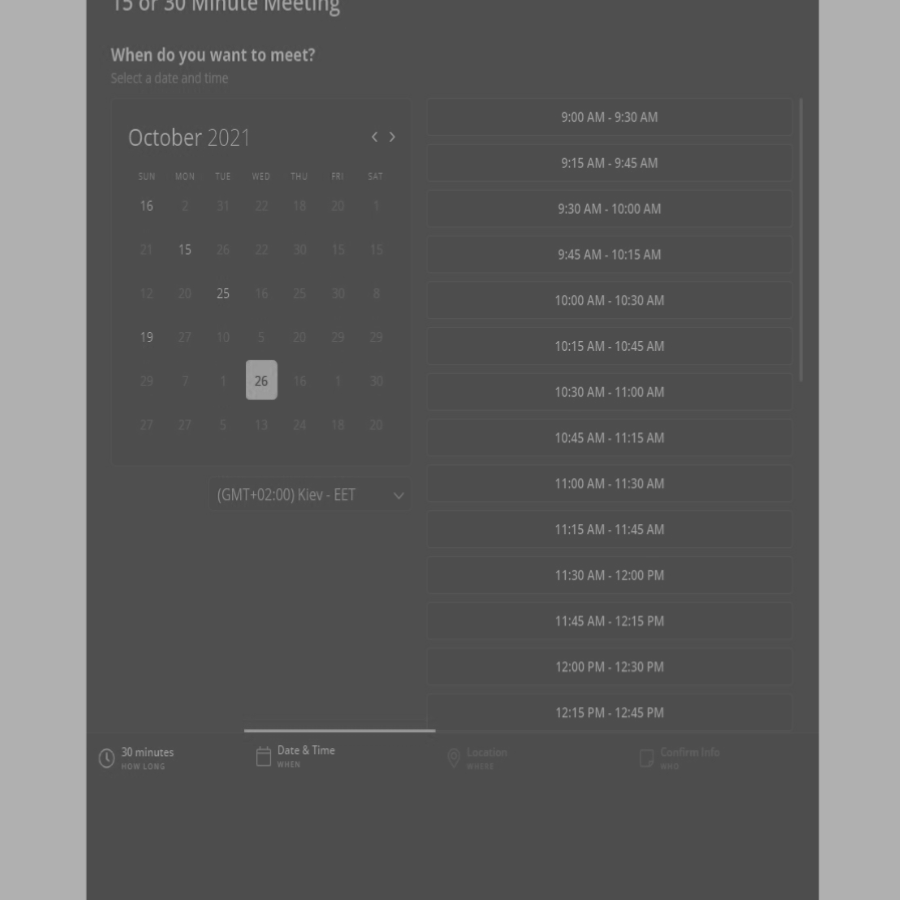 15 or 30 Minute Meeting
When do you want to meet?
Select a date and time
October 2021
SUN MON TUE WED THU FRI SAT
16 2 31 22 18 20 1
21 15 26 22 30 15 15
12 20 25 16 25 30 8
19 27 10 5 20 29 29
29 7 1 26 16 1 30
27 27 5 13 24 18 20
(GMT+02:00) Kiev - EET
9:00 AM - 9:30 AM
9:15 AM - 9:45 AM
9:30 AM - 10:00 AM
9:45 AM - 10:15 AM
10:00 AM - 10:30 AM
10:15 AM - 10:45 AM
10:30 AM - 11:00 AM
10:45 AM - 11:15 AM
11:00 AM - 11:30 AM
11:15 AM - 11:45 AM
11:30 AM - 12:00 PM
11:45 AM - 12:15 PM
12:00 PM - 12:30 PM
12:15 PM - 12:45 PM
30 minutes
HOW LONG
Date & Time
WHEN
Location
WHERE
Confirm Info
WHO